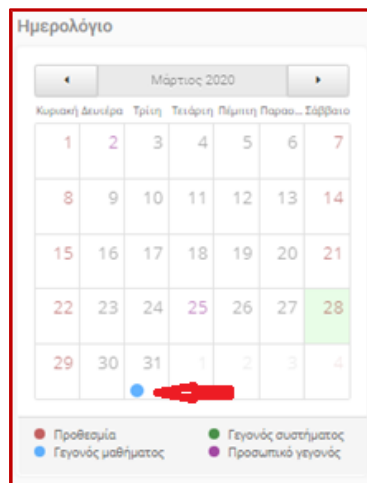 Ημερολόγιο
Μάρτιος 2020
Κυριακή Δευτέρα Τρίτη Τετάρτη Πέμπτη Παρασ... Σάββατο
1 2 3 4 5 6 7
8 9 10 11 12 13 14
15 16 17 18 19 20 21
22 23 24 25 26 27 28
29 30 31 1 2 3 4
Προθεσμία Γεγονός συστήματος
Γεγονός μαθήματος Προσωπικό γεγονός